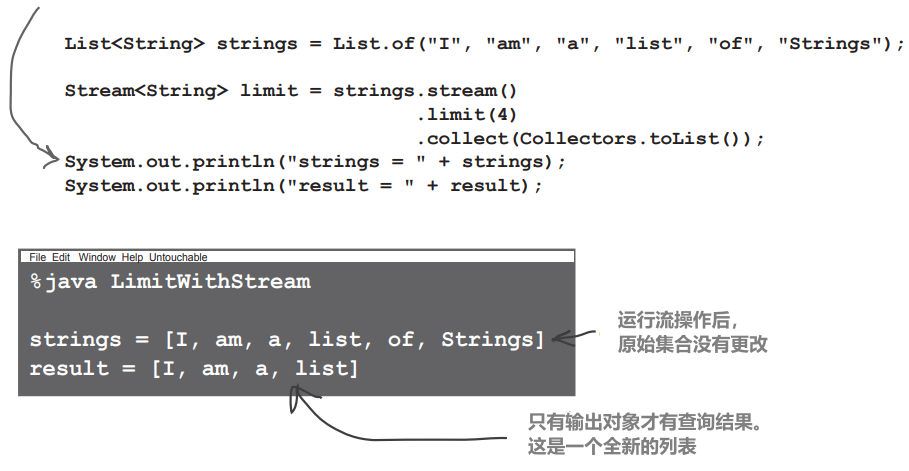 List<String> strings = List.of("I", "am", "a", "list", "of", "Strings");
Stream<String> limit = strings.stream()
.limit(4)
.collect(Collectors.toList());
System.out.println("strings = " + strings);
System.out.println("result = " + result);
File Edit Window Help Untouchable
%java LimitWithStream
strings = [I, am, a, list, of, Strings]
result = [I, am, a, list]
运行流操作后，
原始集合没有更改
只有输出对象才有查询结果。
这是一个全新的列表